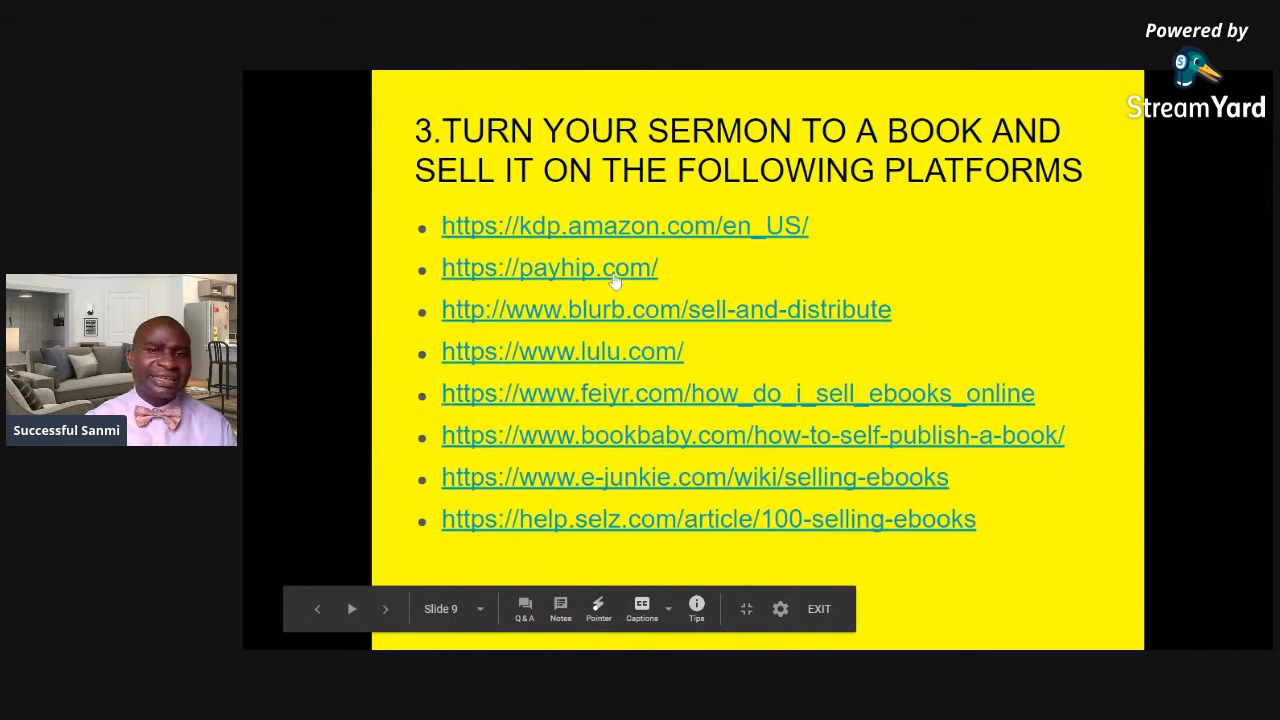 Powered by
StreamYard
3.TURN YOUR SERMON TO A BOOK AND
SELL IT ON THE FOLLOWING PLATFORMS
https://kdp.amazon.com/en_US/
https://payhip.com/
http://www.blurb.com/sell-and-distribute
https://www.lulu.com/
https://www.feiyr.com/how_do_i_sell_ebooks_online
https://www.bookbaby.com/how-to-self-publish-a-book/
https://www.e-junkie.com/wiki/selling-ebooks
https://help.selz.com/article/100-selling-ebooks
Successful Sanmi
Slide 9
Q & A
Notes
Pointer
CC
Captions
Tips
EXIT